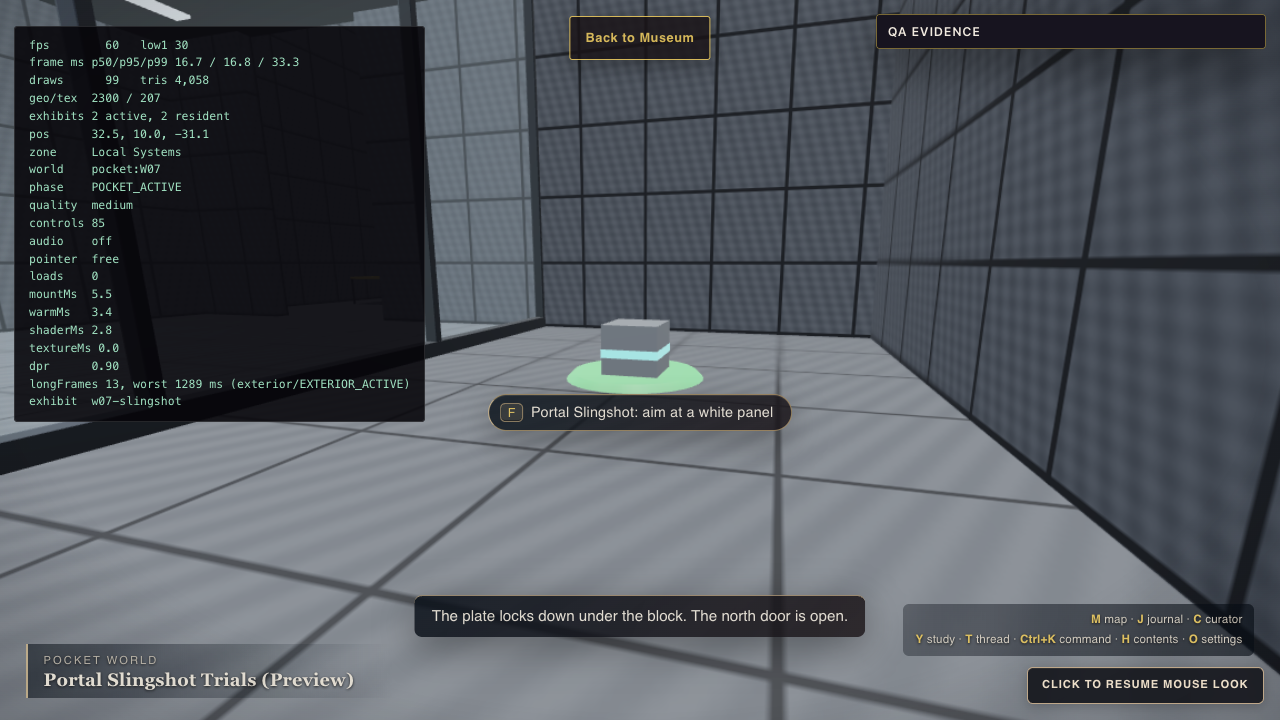 fps 60 low1 30
frame ms p50/p95/p99 16.7 / 16.8 / 33.3
draws 99 tris 4,058
geo/tex 2300 / 207
exhibits 2 active, 2 resident
pos 32.5, 10.0, -31.1
zone Local Systems
world pocket:W07
phase POCKET_ACTIVE
quality medium
controls 85
audio off
pointer free
loads 0
mountMs 5.5
warmMs 3.4
shaderMs 2.8
textureMs 0.0
dpr 0.90
longFrames 13, worst 1289 ms (exterior/EXTERIOR_ACTIVE)
exhibit w07-slingshot
Back to Museum
QA EVIDENCE
F Portal Slingshot: aim at a white panel
The plate locks down under the block. The north door is open.
POCKET WORLD
Portal Slingshot Trials (Preview)
M map · J journal · C curator
Y study · T thread · Ctrl+K command · H contents · O settings
CLICK TO RESUME MOUSE LOOK